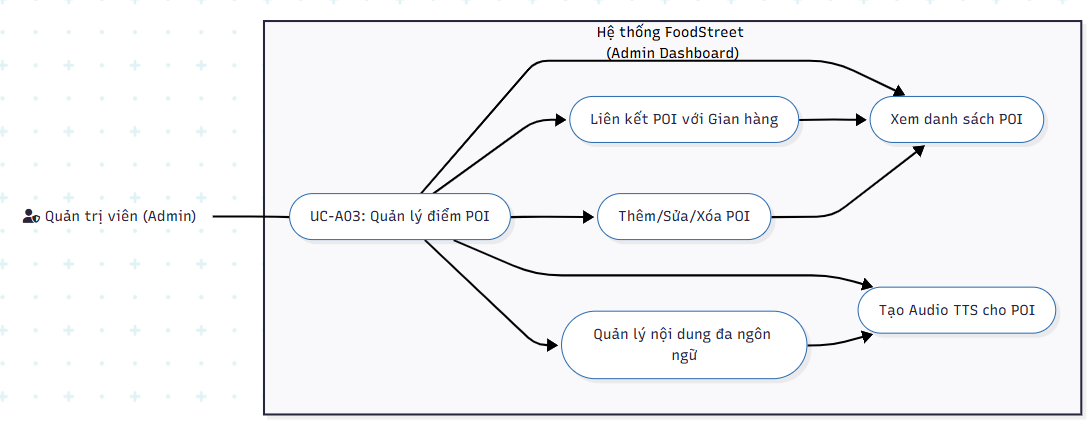 Hệ thống FoodStreet
(Admin Dashboard)
Liên kết POI với Gian hàng
Xem danh sách POI
Quản trị viên (Admin)
UC-A03: Quản lý điểm POI
Thêm/Sửa/Xóa POI
Tạo Audio TTS cho POI
Quản lý nội dung đa ngôn
ngữ